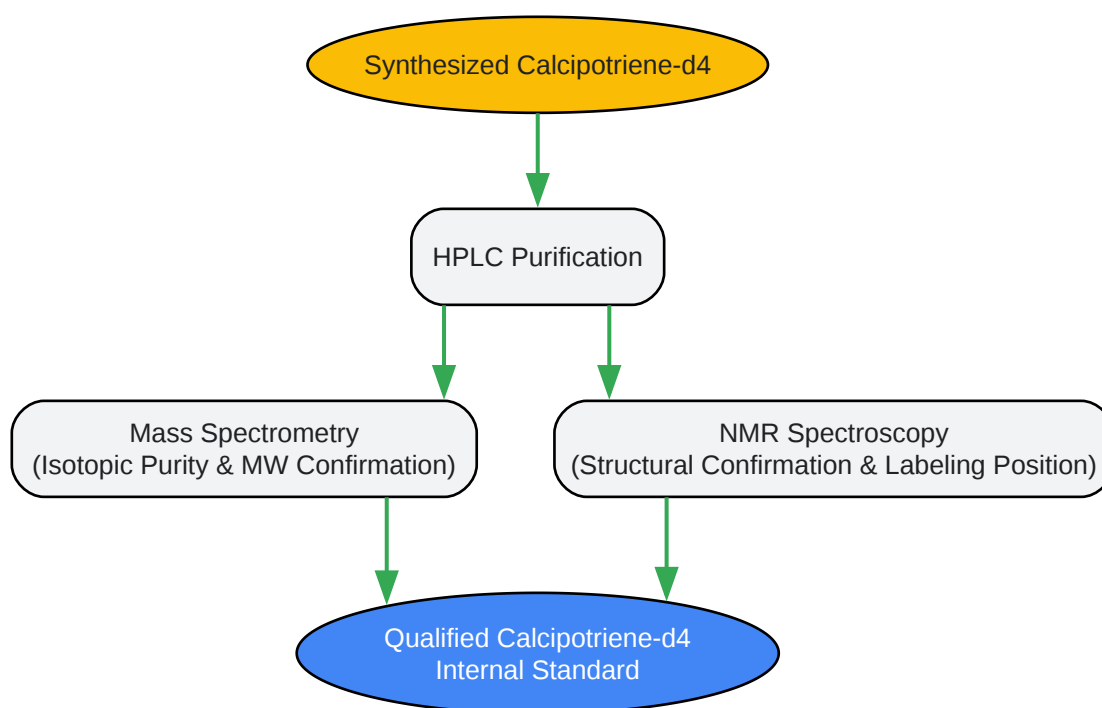 Synthesized Calcipotriene-d4
HPLC Purification
Mass Spectrometry
(Isotopic Purity & MW Confirmation)
NMR Spectroscopy
(Structural Confirmation & Labeling Position)
Qualified Calcipotriene-d4
Internal Standard